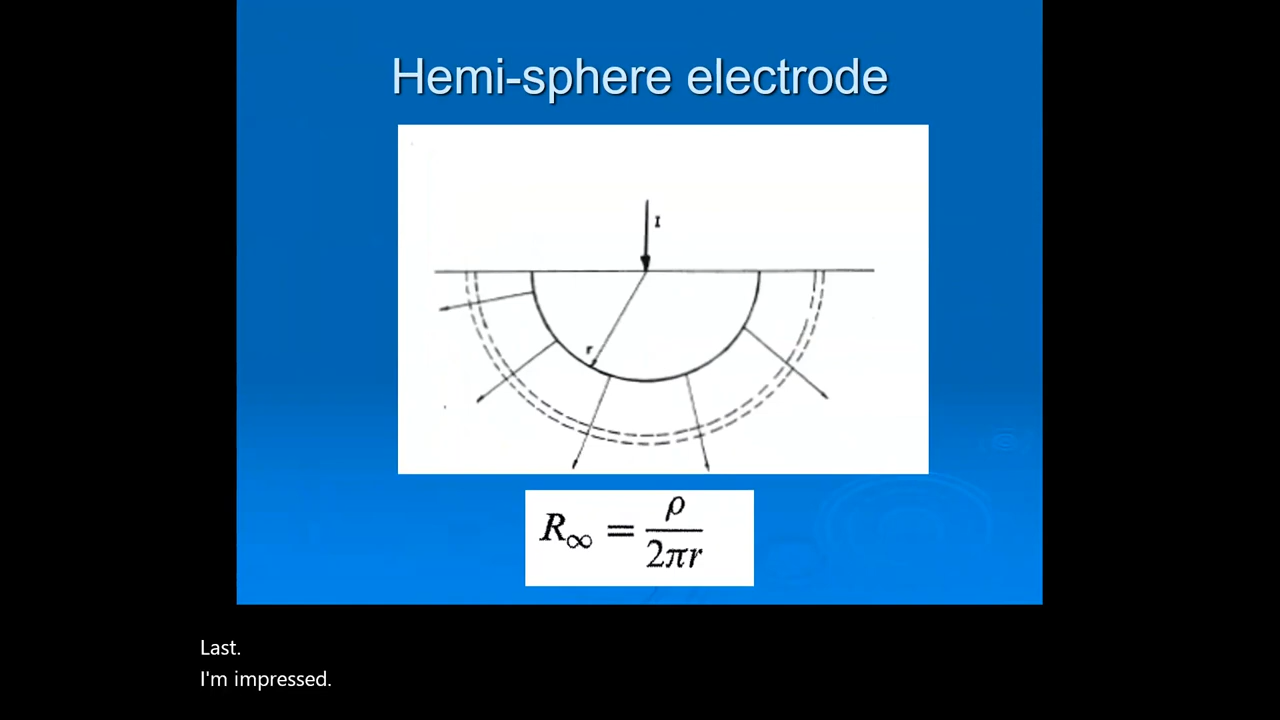 Hemi-sphere electrode
I
r
R∞ = ρ / 2πr
Last.
I'm impressed.